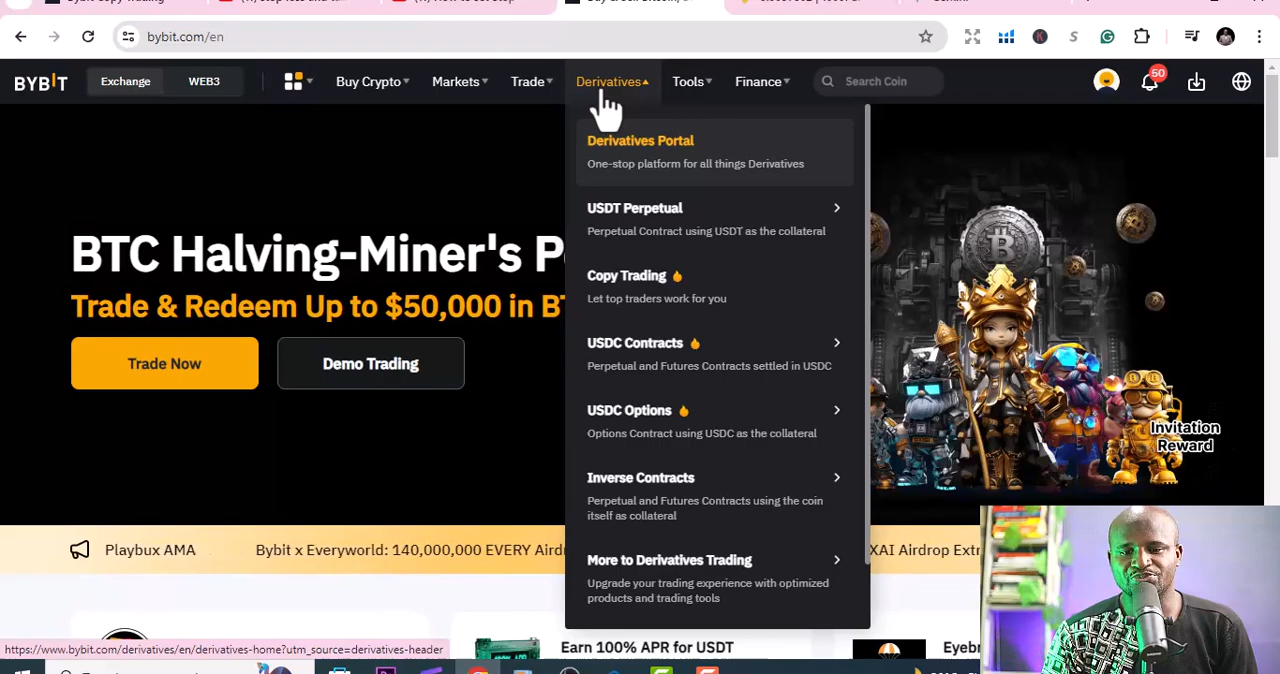 bybit.com/en
BYBIT
Exchange
WEB3
Buy Crypto
Markets
Trade
Derivatives
Tools
Finance
Search Coin
50
Derivatives Portal
One-stop platform for all things Derivatives
USDT Perpetual
Perpetual Contract using USDT as the collateral
Copy Trading
Let top traders work for you
USDC Contracts
Perpetual and Futures Contracts settled in USDC
USDC Options
Options Contract using USDC as the collateral
Inverse Contracts
Perpetual and Futures Contracts using the coin
itself as collateral
More to Derivatives Trading
Upgrade your trading experience with optimized
products and trading tools
BTC Halving-Miner's
Trade & Redeem Up to $50,000 in
Trade Now
Demo Trading
Invitation
Reward
Playbux AMA
Bybit x Everyworld: 140,000,000 EVERY
XAI Airdrop
Earn 100% APR for USDT
https://www.bybit.com/derivatives/en/derivatives-home?utm_source=derivatives-header